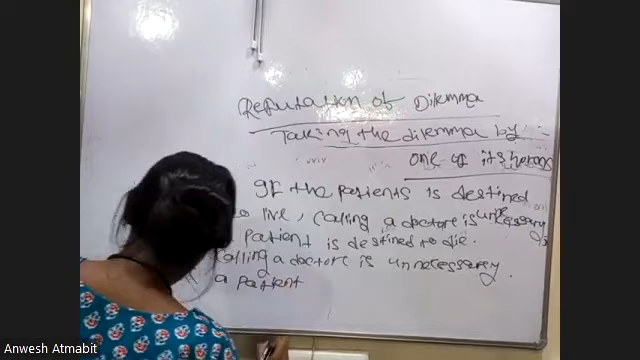 Refutation of Dilemma
Taking the dilemma by
one of its horns
If the patients is destined
to live, calling a doctore is unnecessary,
patient is destined to die.
calling a doctore is unnecessary.
a patient
Anwesh Atmabit